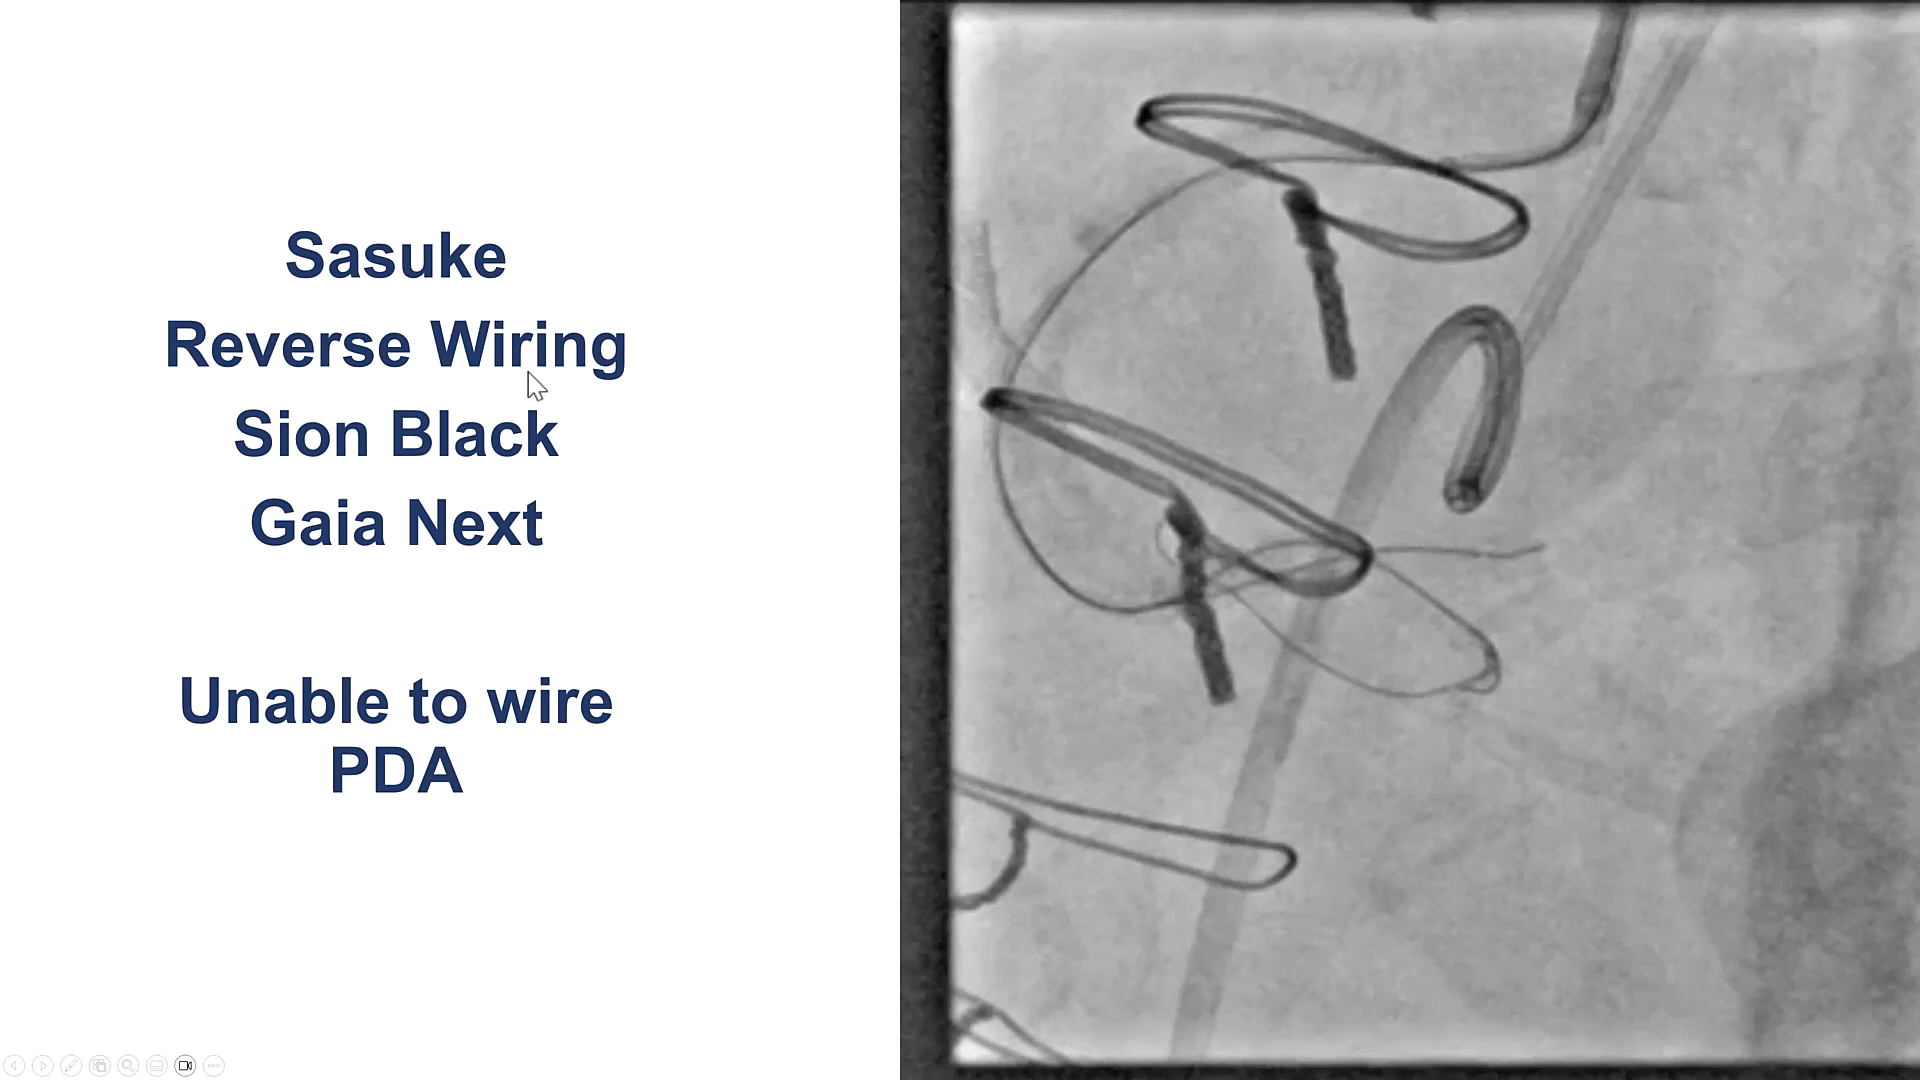 Sasuke
Reverse Wiring
Sion Black
Gaia Next
Unable to wire
PDA